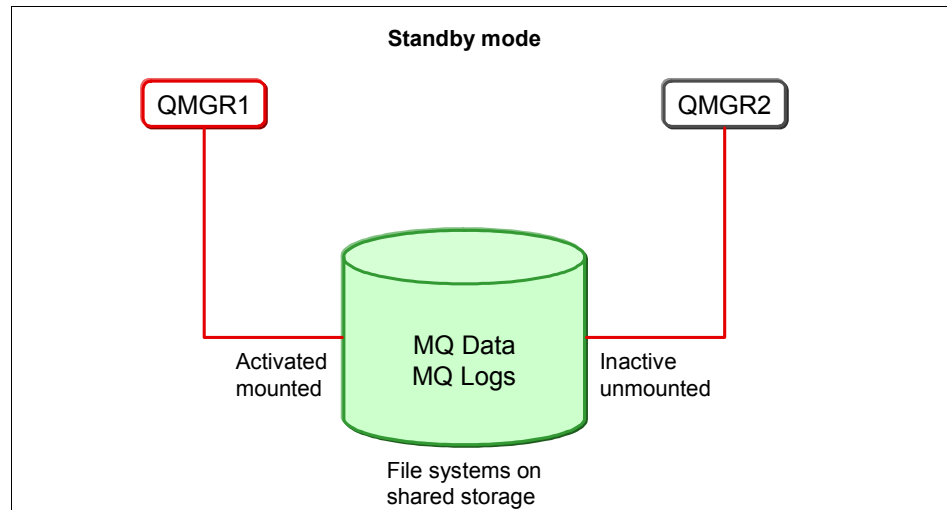 Standby mode
QMGR1
QMGR2
Activated
mounted
MQ Data
MQ Logs
Inactive
unmounted
File systems on
shared storage